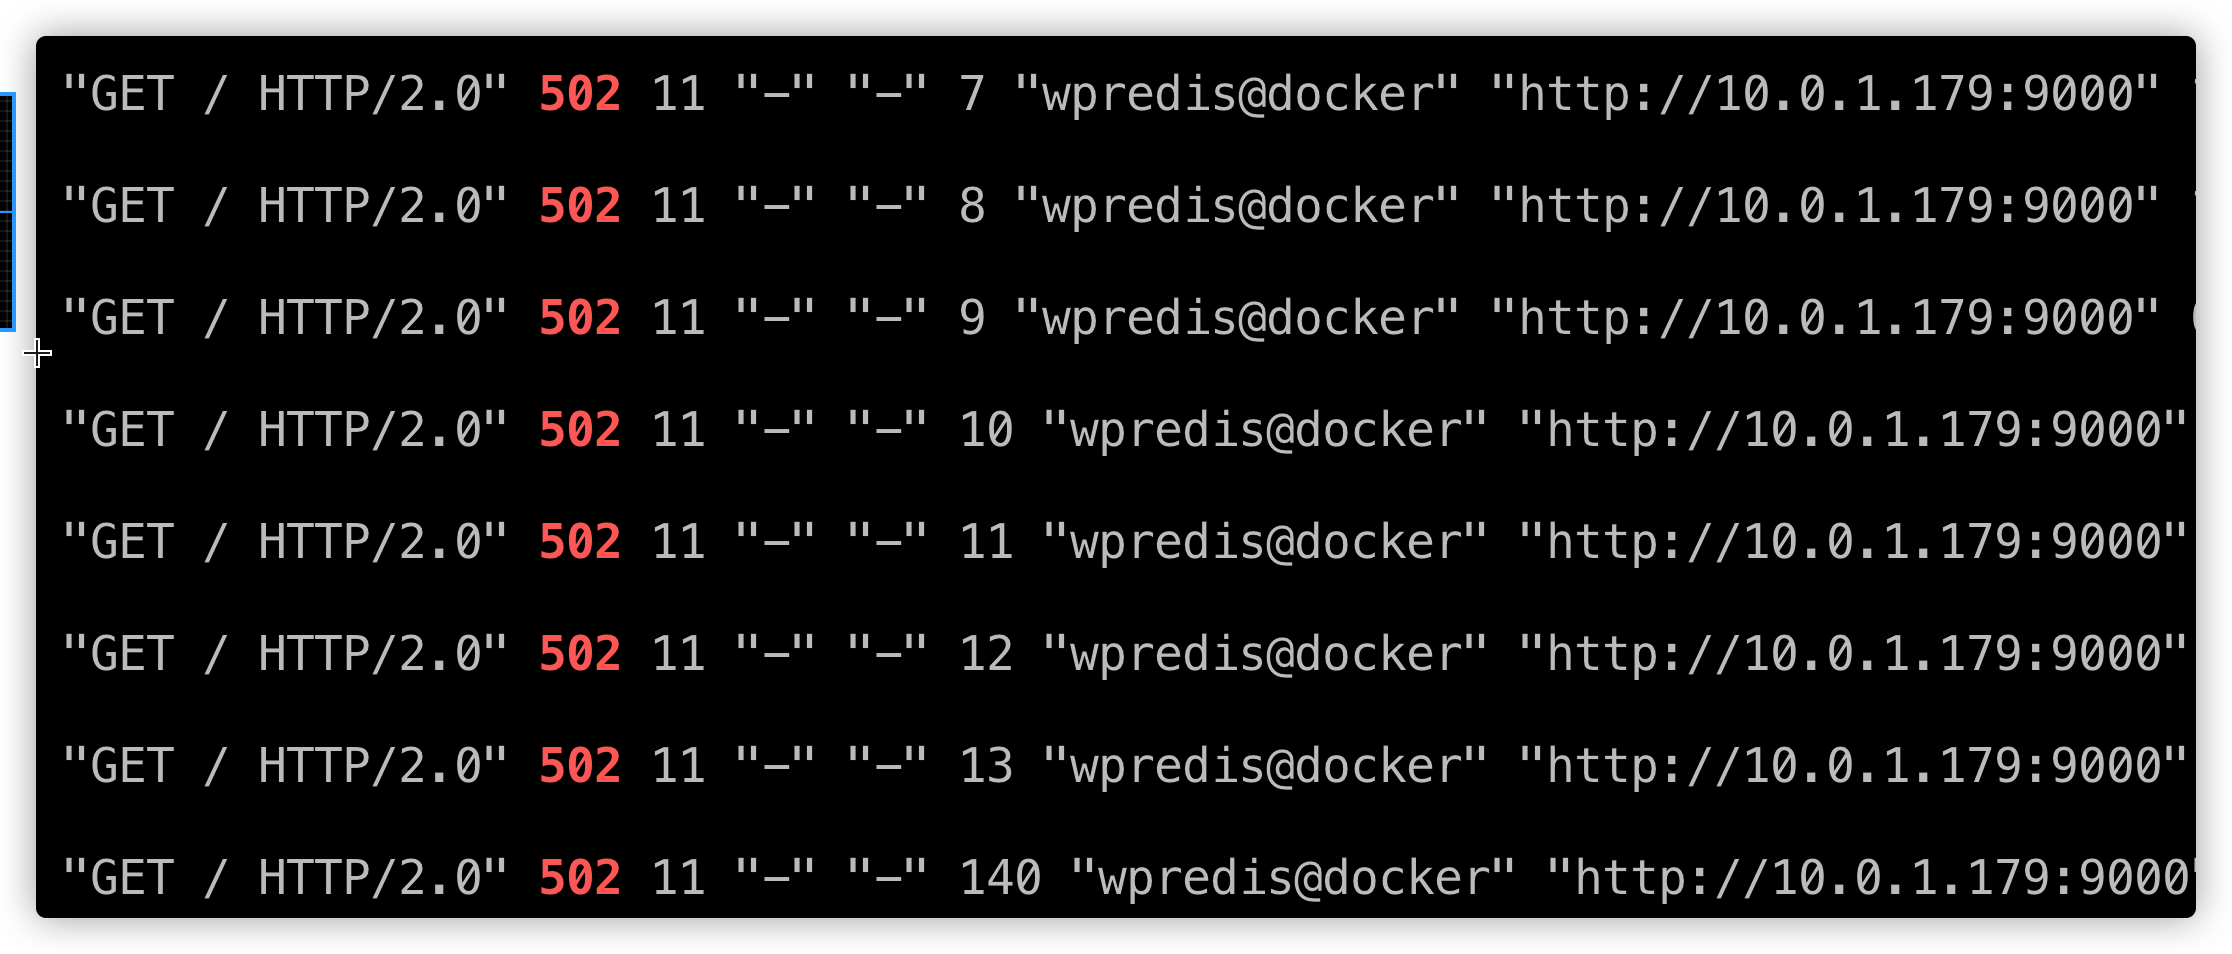 "GET / HTTP/2.0" 502 11 "-" "-" 7 "wpredis@docker" "http://10.0.1.179:9000"
"GET / HTTP/2.0" 502 11 "-" "-" 8 "wpredis@docker" "http://10.0.1.179:9000"
"GET / HTTP/2.0" 502 11 "-" "-" 9 "wpredis@docker" "http://10.0.1.179:9000"
"GET / HTTP/2.0" 502 11 "-" "-" 10 "wpredis@docker" "http://10.0.1.179:9000"
"GET / HTTP/2.0" 502 11 "-" "-" 11 "wpredis@docker" "http://10.0.1.179:9000"
"GET / HTTP/2.0" 502 11 "-" "-" 12 "wpredis@docker" "http://10.0.1.179:9000"
"GET / HTTP/2.0" 502 11 "-" "-" 13 "wpredis@docker" "http://10.0.1.179:9000"
"GET / HTTP/2.0" 502 11 "-" "-" 140 "wpredis@docker" "http://10.0.1.179:9000"